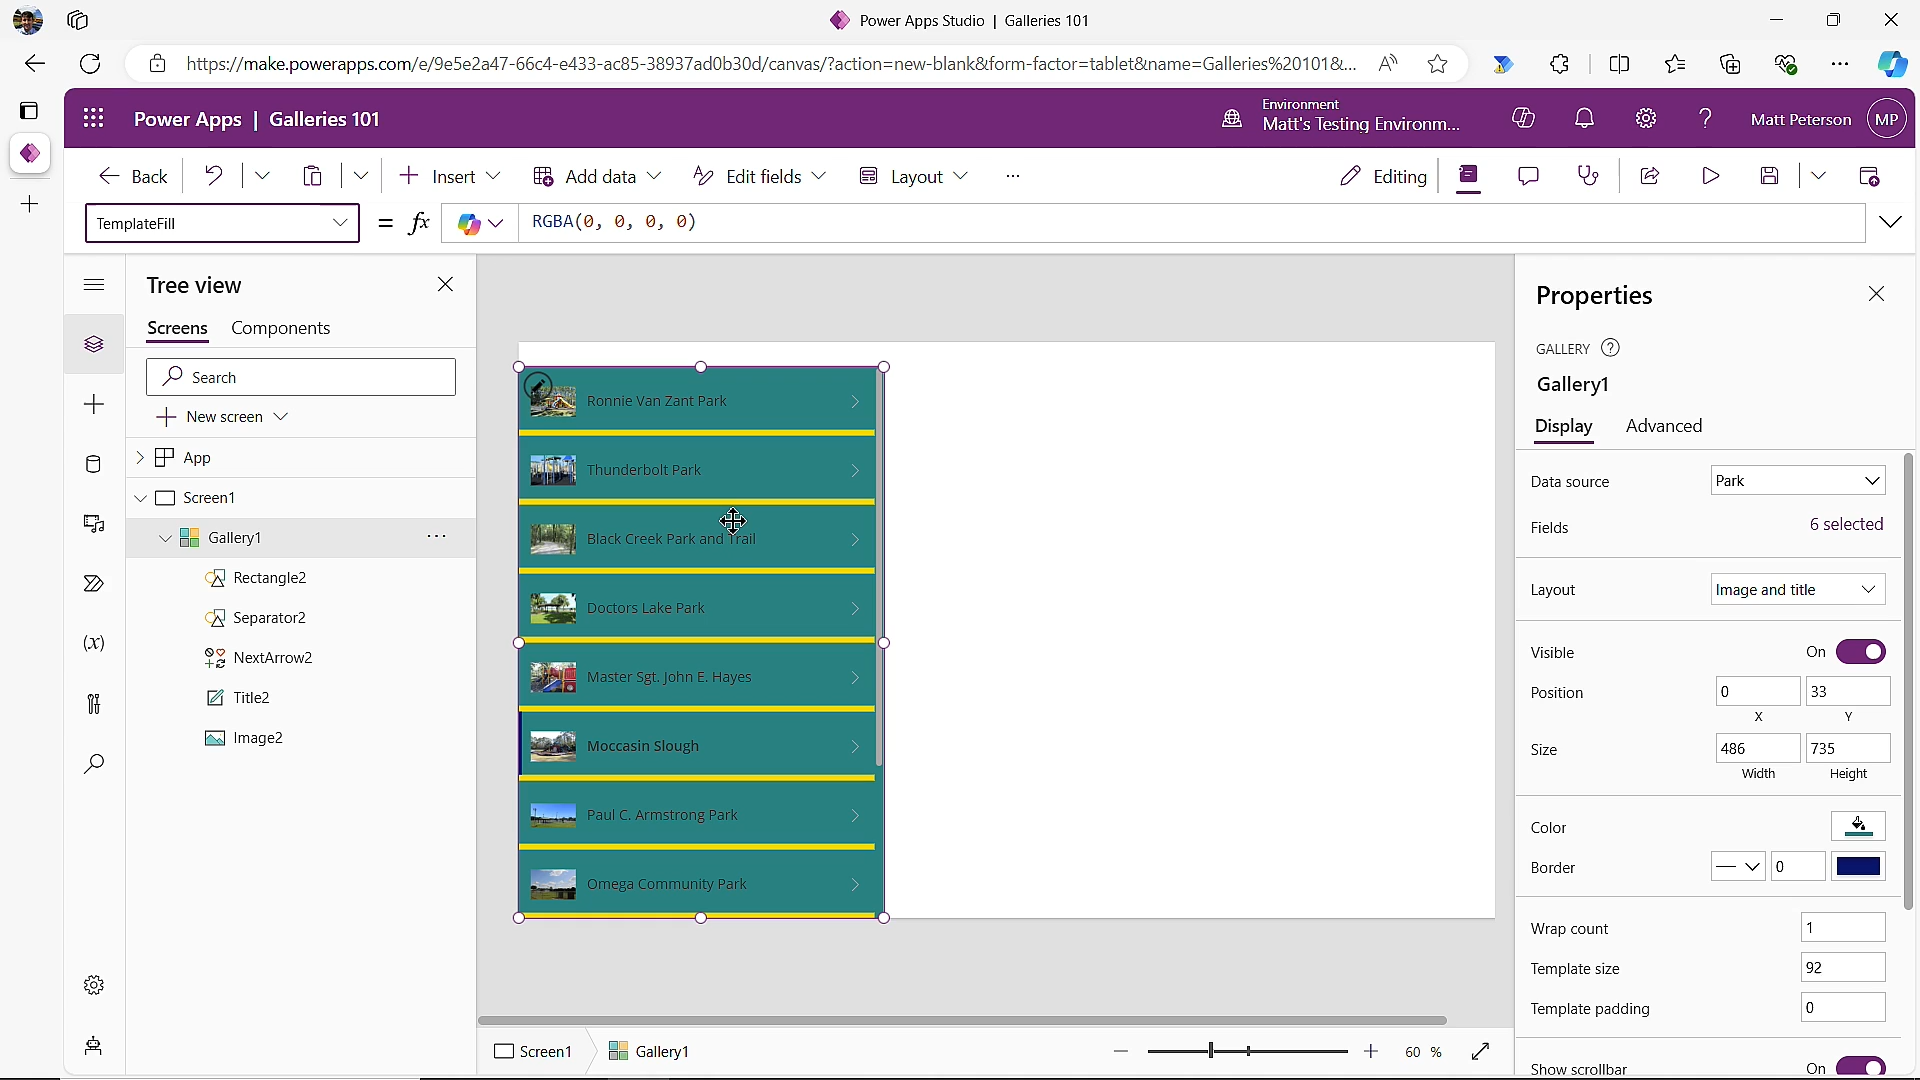 Power Apps Studio | Galleries 101
https://make.powerapps.com/e/9e5e2a47-66c4-e433-ac85-38937ad0b30d/canvas/?action=new-blank&form-factor=tablet&name=Galleries%20101&l...
Power Apps | Galleries 101
Environment
Matt's Testing Environm...
Matt Peterson
MP
Back
Insert
Add data
Edit fields
Layout
Editing
TemplateFill
= fx
RGBA(0, 0, 0, 0)
Tree view
Screens
Components
Search
New screen
App
Screen1
Gallery1
Rectangle2
Separator2
NextArrow2
Title2
Image2
(x)
Ronnie Van Zant Park
Thunderbolt Park
Black Creek Park and Trail
Doctors Lake Park
Master Sgt. John E. Hayes
Moccasin Slough
Paul C. Armstrong Park
Omega Community Park
Screen1
Gallery1
60 %
Properties
GALLERY
Gallery1
Display
Advanced
Data source
Park
Fields
6 selected
Layout
Image and title
Visible
On
Position
0
33
X
Y
Size
486
735
Width
Height
Color
Border
0
Wrap count
1
Template size
92
Template padding
0
Show scrollbar
On